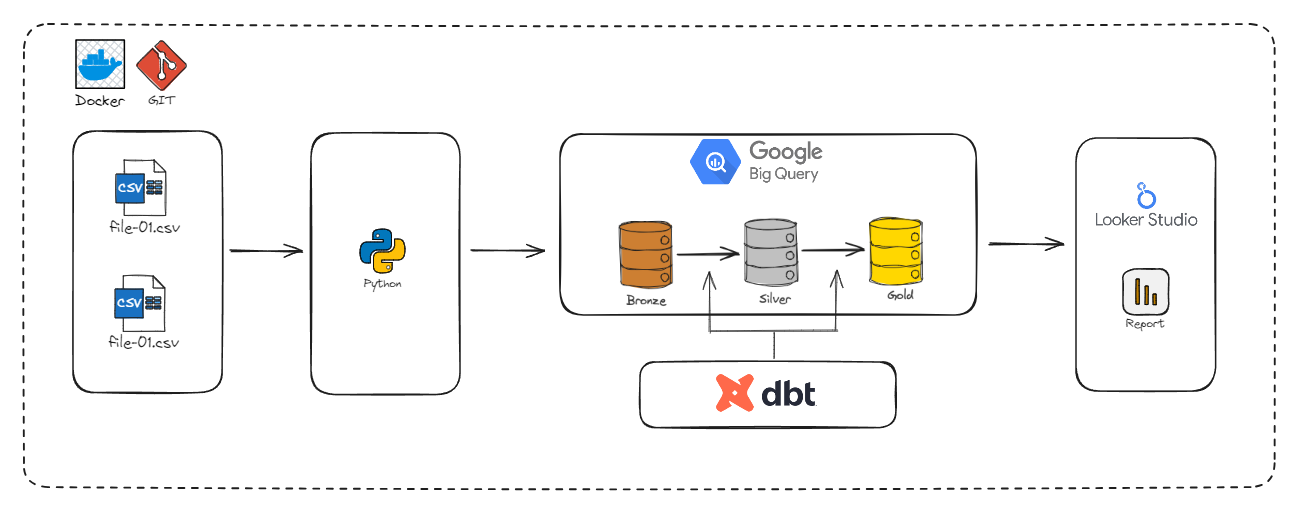 Docker
GIT
CSV
file-01.csv
CSV
file-01.csv
Python
Google
Big Query
Bronze
Silver
Gold
dbt
Looker Studio
Report